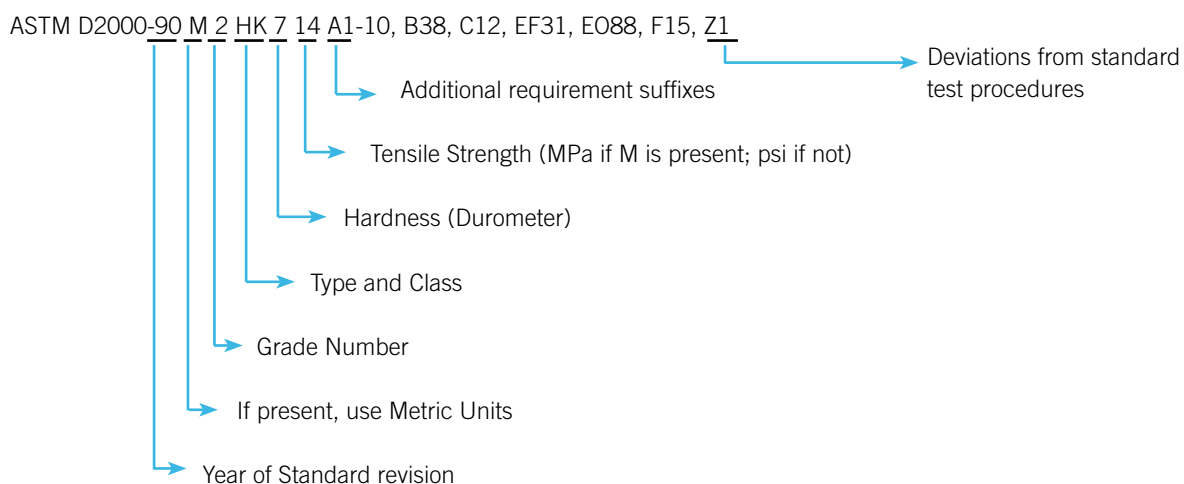 ASTM D2000-90 M 2 HK 7 14 A1-10, B38, C12, EF31, EO88, F15, Z1
Deviations from standard
test procedures
Additional requirement suffixes
Tensile Strength (MPa if M is present; psi if not)
Hardness (Durometer)
Type and Class
Grade Number
If present, use Metric Units
Year of Standard revision